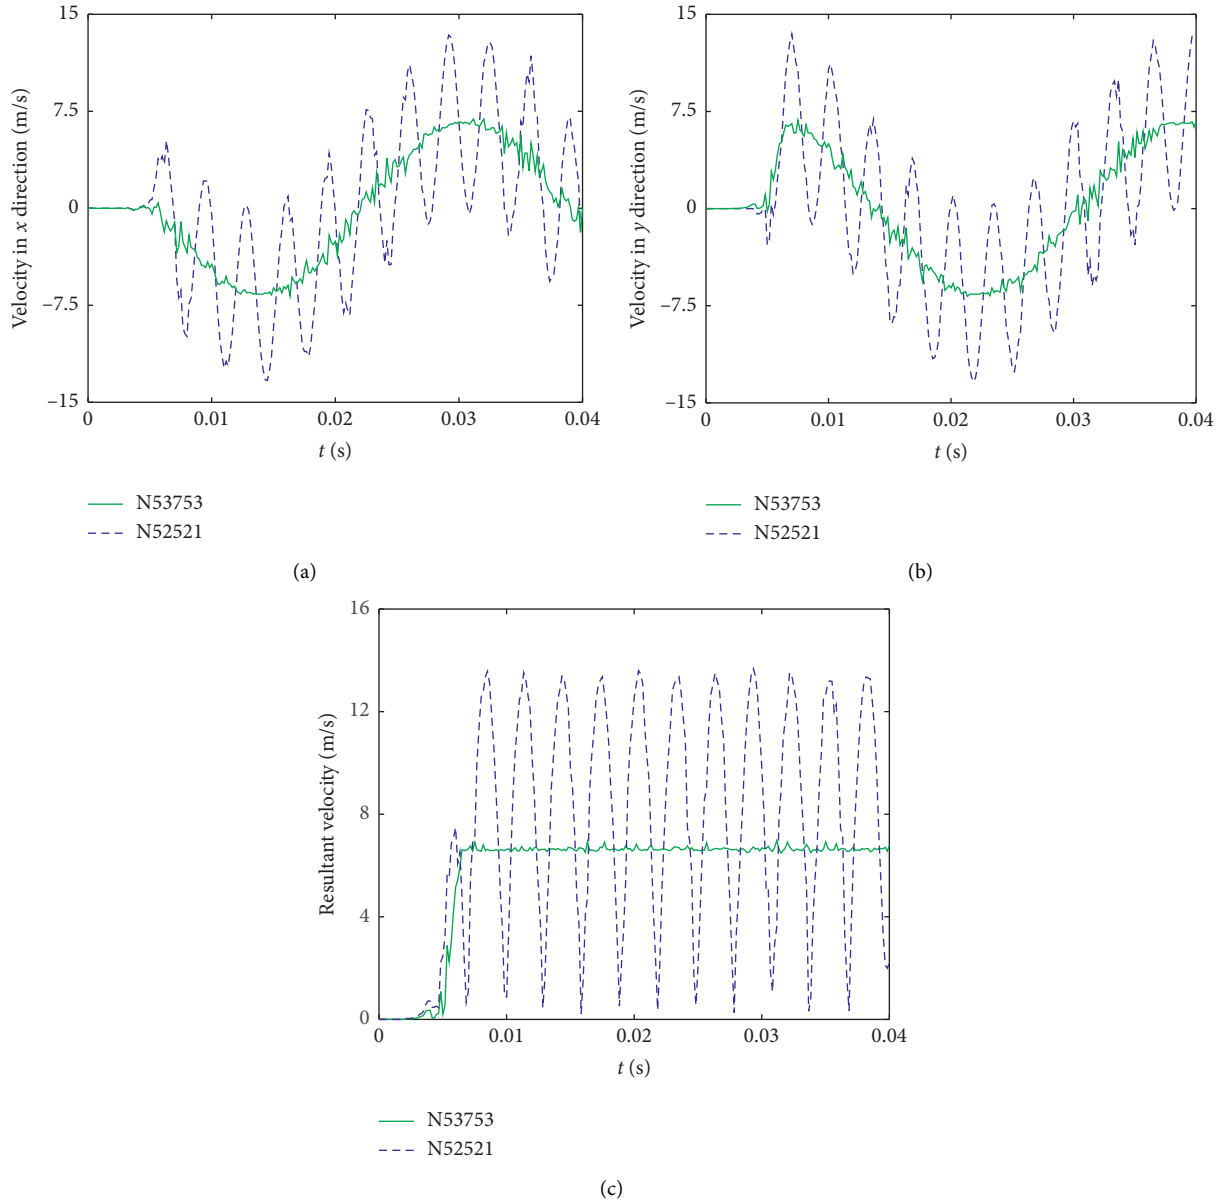 15
7.5
0
−7.5
−15
Velocity in x direction (m/s)
0 0.01 0.02 0.03 0.04
t (s)
N53753
N52521
(a)
15
7.5
0
−7.5
−15
Velocity in y direction (m/s)
0 0.01 0.02 0.03 0.04
t (s)
N53753
N52521
(b)
16
12
8
4
0
Resultant velocity (m/s)
0 0.01 0.02 0.03 0.04
t (s)
N53753
N52521
(c)